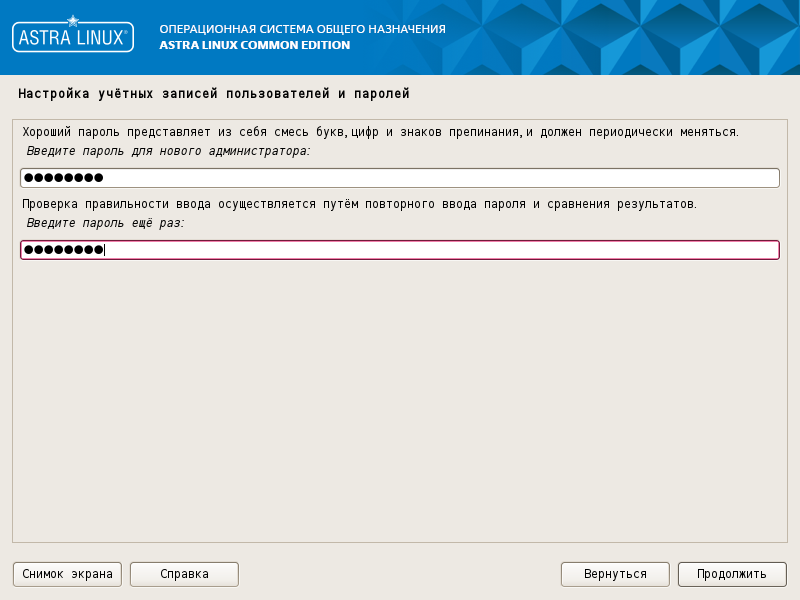 ASTRA LINUX®
ОПЕРАЦИОННАЯ СИСТЕМА ОБЩЕГО НАЗНАЧЕНИЯ
ASTRA LINUX COMMON EDITION
Настройка учётных записей пользователей и паролей
Хороший пароль представляет из себя смесь букв, цифр и знаков препинания, и должен периодически меняться.
Введите пароль для нового администратора:
●●●●●●●●
Проверка правильности ввода осуществляется путём повторного ввода пароля и сравнения результатов.
Введите пароль ещё раз:
●●●●●●●●
Снимок экрана Справка Вернуться Продолжить